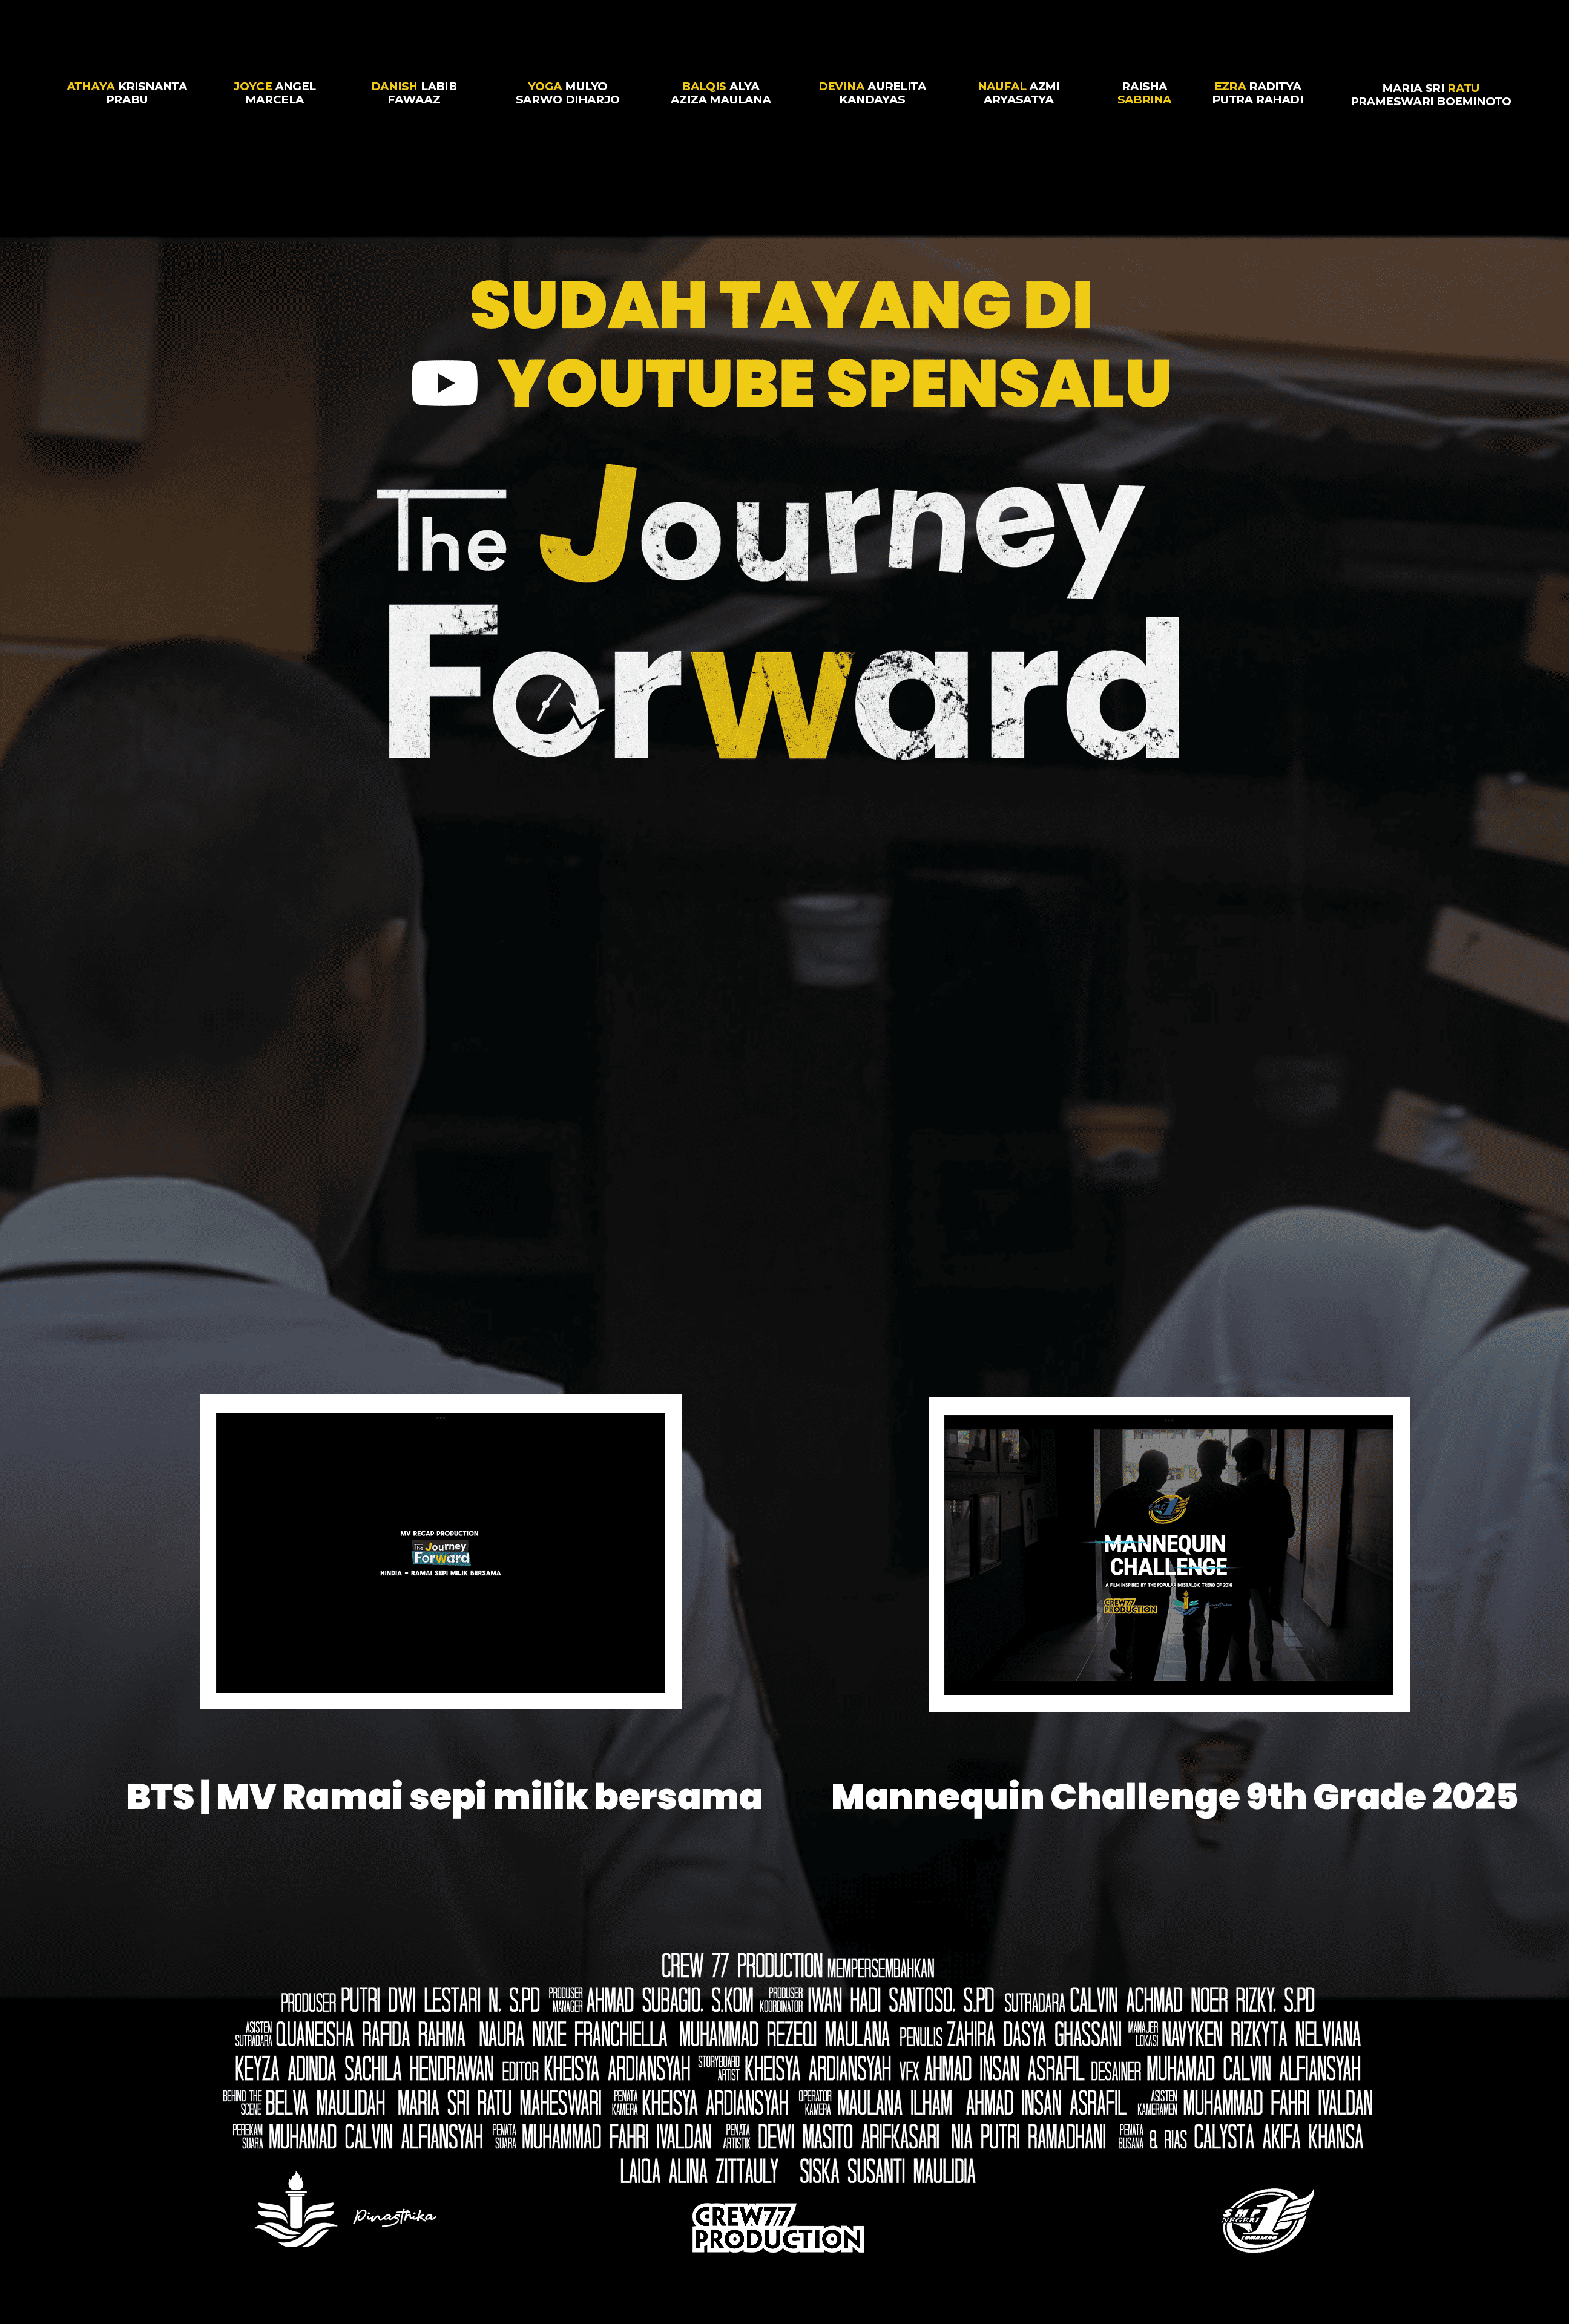 ATHAYA KRISNANTA
PRABU
JOYCE ANGEL
MARCELA
DANISH LABIB
FAWAAZ
YOGA MULYO
SARWO DIHARJO
BALQIS ALYA
AZIZA MAULANA
DEVINA AURELITA
KANDAYAS
NAUFAL AZMI
ARYASATYA
RAISHA
SABRINA
EZRA RADITYA
PUTRA RAHADI
MARIA SRI RATU
PRAMESWARI BOEMINOTO
SUDAH TAYANG DI
YOUTUBE SPENSALU
The Journey
Forward
MV RECAP PRODUCTION
The Journey
Forward
HINDIA - RAMAI SEPI MILIK BERSAMA
MANNEQUIN
CHALLENGE
A FILM INSPIRED BY THE POPULAR NOSTALGIC TREND OF 2016
CREW77
PRODUCTION
BTS | MV Ramai sepi milik bersama
Mannequin Challenge 9th Grade 2025
CREW 77 PRODUCTION MEMPERSEMBAHKAN
PRODUSER PUTRI DWI LESTARI N. S.PD PRODUSER MANAGER AHMAD SUBAGIO. S.KOM PRODUSER KOORDINATOR IWAN HADI SANTOSO. S.PD SUTRADARA CALVIN ACHMAD NOER RIZKY. S.PD
ASISTEN SUTRADARA QUANEISHA RAFIDA RAHMA NAURA NIXIE FRANCHIELLA MUHAMMAD REZEQI MAULANA PENULIS ZAHIRA DASYA GHASSANI MANAJER LOKASI NAVYKEN RIZKYTA NELVIANA
KEYZA ADINDA SACHILA HENDRAWAN EDITOR KHEISYA ARDIANSYAH STORYBOARD ARTIST KHEISYA ARDIANSYAH VFX AHMAD INSAN ASRAFIL DESAINER MUHAMAD CALVIN ALFIANSYAH
BEHIND THE SCENE BELVA MAULIDAH MARIA SRI RATU MAHESWARI PENATA KAMERA KHEISYA ARDIANSYAH OPERATOR KAMERA MAULANA ILHAM AHMAD INSAN ASRAFIL ASISTEN KAMERAMEN MUHAMMAD FAHRI IVALDAN
PEREKAM SUARA MUHAMAD CALVIN ALFIANSYAH PENATA SUARA MUHAMMAD FAHRI IVALDAN PENATA ARTISTIK DEWI MASITO ARIFKASARI NIA PUTRI RAMADHANI PENATA BUSANA & RIAS CALYSTA AKIFA KHANSA
LAIQA ALINA ZITTAULY SISKA SUSANTI MAULIDIA
Pinasthika
CREW77
PRODUCTION
SMP 1
NEGERI
LUMAJANG